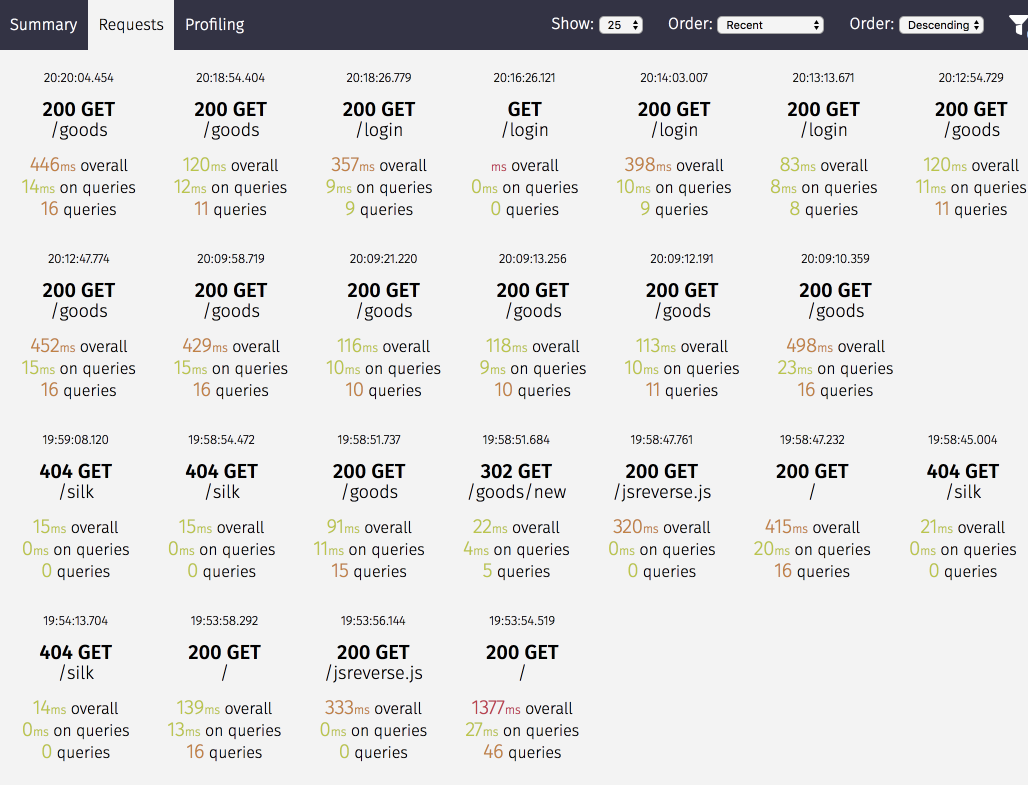 Summary Requests Profiling Show: 25 Order: Recent Order: Descending
20:20:04.454 20:18:54.404 20:18:26.779 20:16:26.121 20:14:03.007 20:13:13.671 20:12:54.729
200 GET 200 GET 200 GET GET 200 GET 200 GET 200 GET
/goods /goods /login /login /login /login /goods
446ms overall 120ms overall 357ms overall ms overall 398ms overall 83ms overall 120ms overall
14ms on queries 12ms on queries 9ms on queries 0ms on queries 10ms on queries 8ms on queries 11ms on queries
16 queries 11 queries 9 queries 0 queries 9 queries 8 queries 11 queries
20:12:47.774 20:09:58.719 20:09:21.220 20:09:13.256 20:09:12.191 20:09:10.359
200 GET 200 GET 200 GET 200 GET 200 GET 200 GET
/goods /goods /goods /goods /goods /goods
452ms overall 429ms overall 116ms overall 118ms overall 113ms overall 498ms overall
15ms on queries 15ms on queries 10ms on queries 9ms on queries 10ms on queries 23ms on queries
16 queries 16 queries 10 queries 10 queries 11 queries 16 queries
19:59:08.120 19:58:54.472 19:58:51.737 19:58:51.684 19:58:47.761 19:58:47.232 19:58:45.004
404 GET 404 GET 200 GET 302 GET 200 GET 200 GET 404 GET
/silk /silk /goods /goods/new /jsreverse.js / /silk
15ms overall 15ms overall 91ms overall 22ms overall 320ms overall 415ms overall 21ms overall
0ms on queries 0ms on queries 11ms on queries 4ms on queries 0ms on queries 20ms on queries 0ms on queries
0 queries 0 queries 15 queries 5 queries 0 queries 16 queries 0 queries
19:54:13.704 19:53:58.292 19:53:56.144 19:53:54.519
404 GET 200 GET 200 GET 200 GET
/silk / /jsreverse.js /
14ms overall 139ms overall 333ms overall 1377ms overall
0ms on queries 13ms on queries 0ms on queries 27ms on queries
0 queries 16 queries 0 queries 46 queries